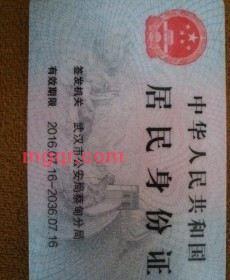 中华人民共和国
居民身份证
签发机关 武汉市公安局蔡甸分局
有效期限 2016.07.16-2036.07.16